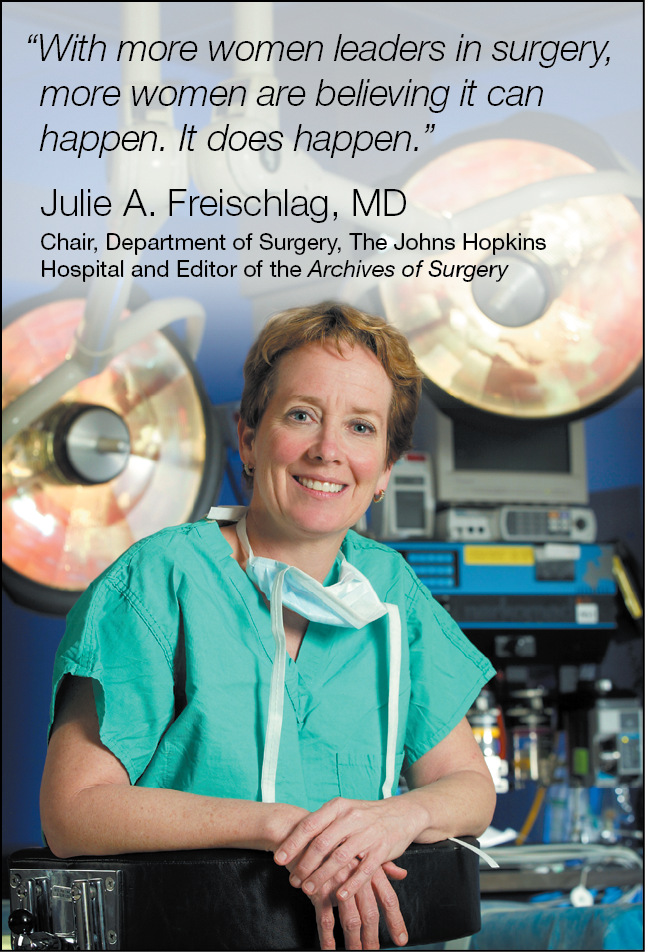 “With more women leaders in surgery,
more women are believing it can
happen. It does happen.”
Julie A. Freischlag, MD
Chair, Department of Surgery, The Johns Hopkins
Hospital and Editor of the Archives of Surgery